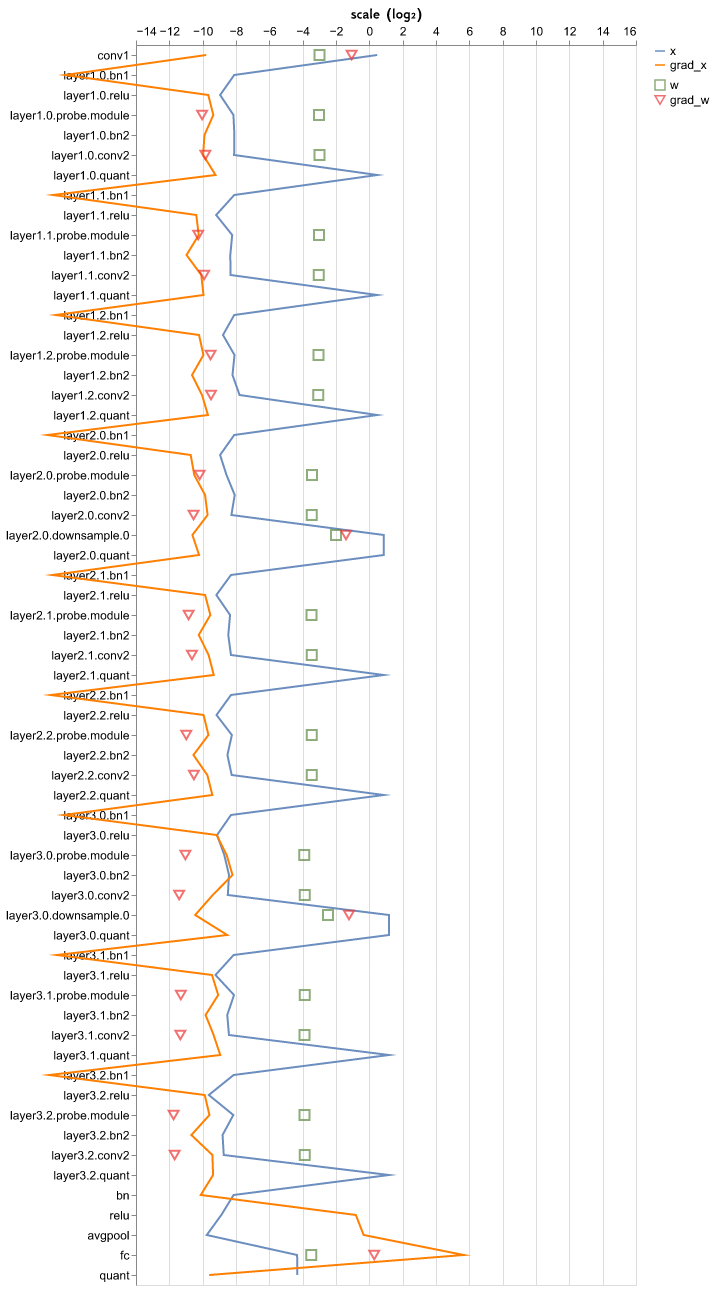 scale (log₂)
−14 −12 −10 −8 −6 −4 −2 0 2 4 6 8 10 12 14 16
x
grad_x
w
grad_w
conv1
layer1.0.bn1
layer1.0.relu
layer1.0.probe.module
layer1.0.bn2
layer1.0.conv2
layer1.0.quant
layer1.1.bn1
layer1.1.relu
layer1.1.probe.module
layer1.1.bn2
layer1.1.conv2
layer1.1.quant
layer1.2.bn1
layer1.2.relu
layer1.2.probe.module
layer1.2.bn2
layer1.2.conv2
layer1.2.quant
layer2.0.bn1
layer2.0.relu
layer2.0.probe.module
layer2.0.bn2
layer2.0.conv2
layer2.0.downsample.0
layer2.0.quant
layer2.1.bn1
layer2.1.relu
layer2.1.probe.module
layer2.1.bn2
layer2.1.conv2
layer2.1.quant
layer2.2.bn1
layer2.2.relu
layer2.2.probe.module
layer2.2.bn2
layer2.2.conv2
layer2.2.quant
layer3.0.bn1
layer3.0.relu
layer3.0.probe.module
layer3.0.bn2
layer3.0.conv2
layer3.0.downsample.0
layer3.0.quant
layer3.1.bn1
layer3.1.relu
layer3.1.probe.module
layer3.1.bn2
layer3.1.conv2
layer3.1.quant
layer3.2.bn1
layer3.2.relu
layer3.2.probe.module
layer3.2.bn2
layer3.2.conv2
layer3.2.quant
bn
relu
avgpool
fc
quant